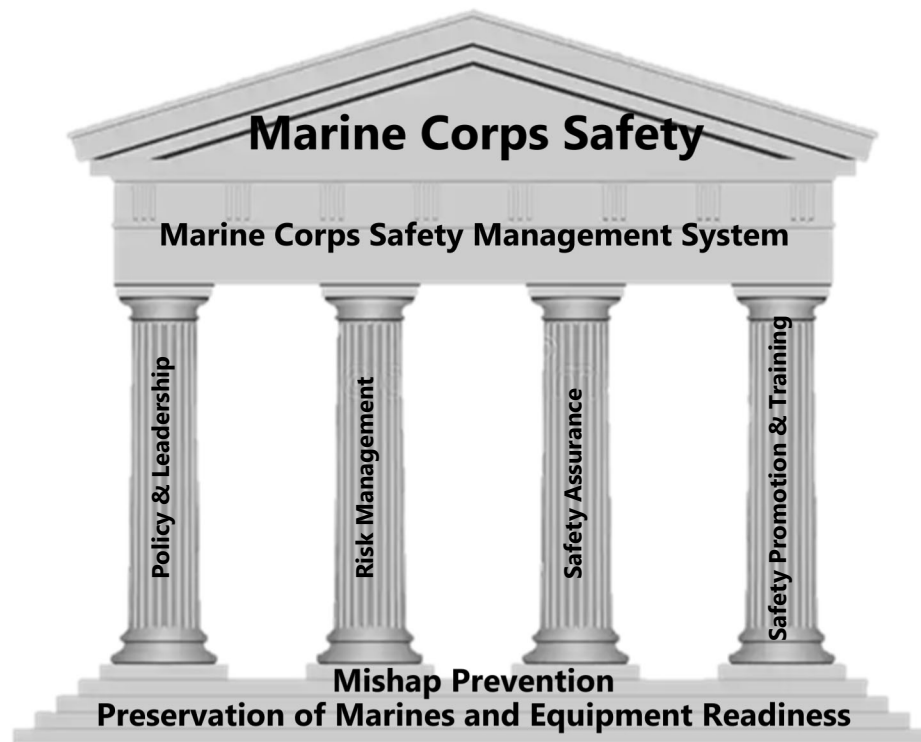 Marine Corps Safety
Marine Corps Safety Management System
Policy & Leadership
Risk Management
Safety Assurance
Safety Promotion & Training
Mishap Prevention
Preservation of Marines and Equipment Readiness